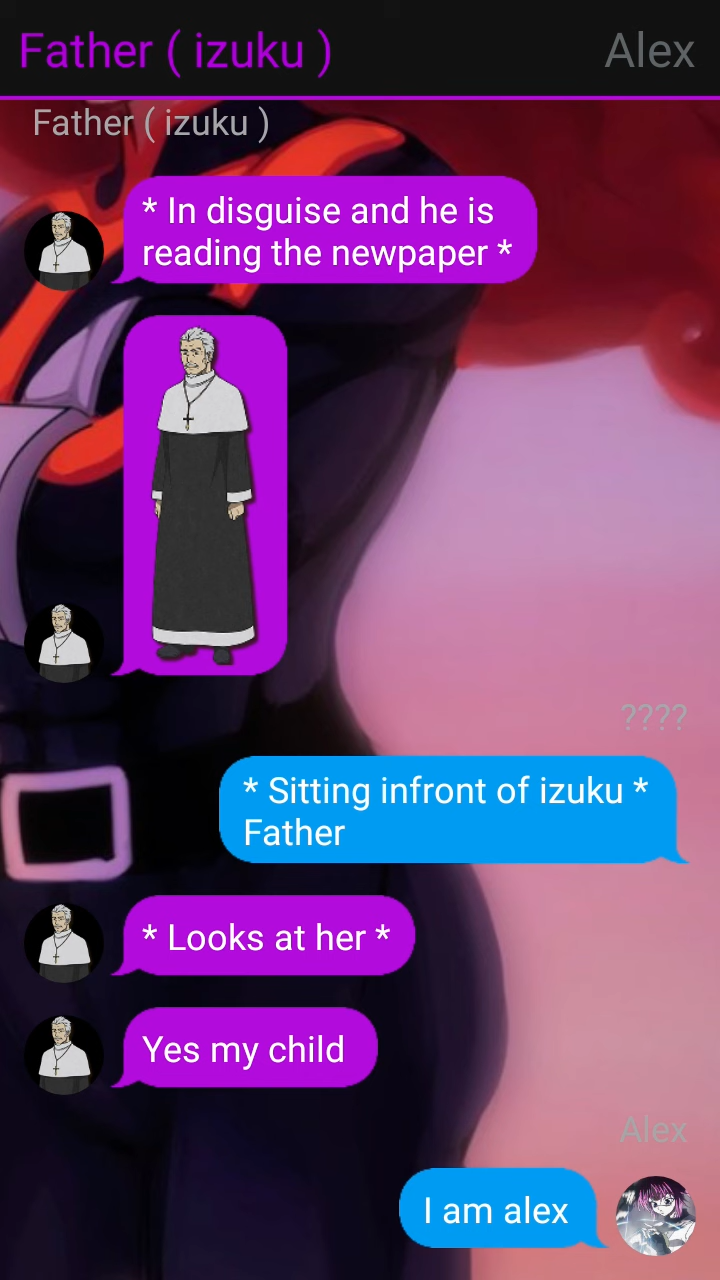 Father ( izuku )
Alex
Father ( izuku )
* In disguise and he is
reading the newpaper *
????
* Sitting infront of izuku *
Father
* Looks at her *
Yes my child
Alex
I am alex